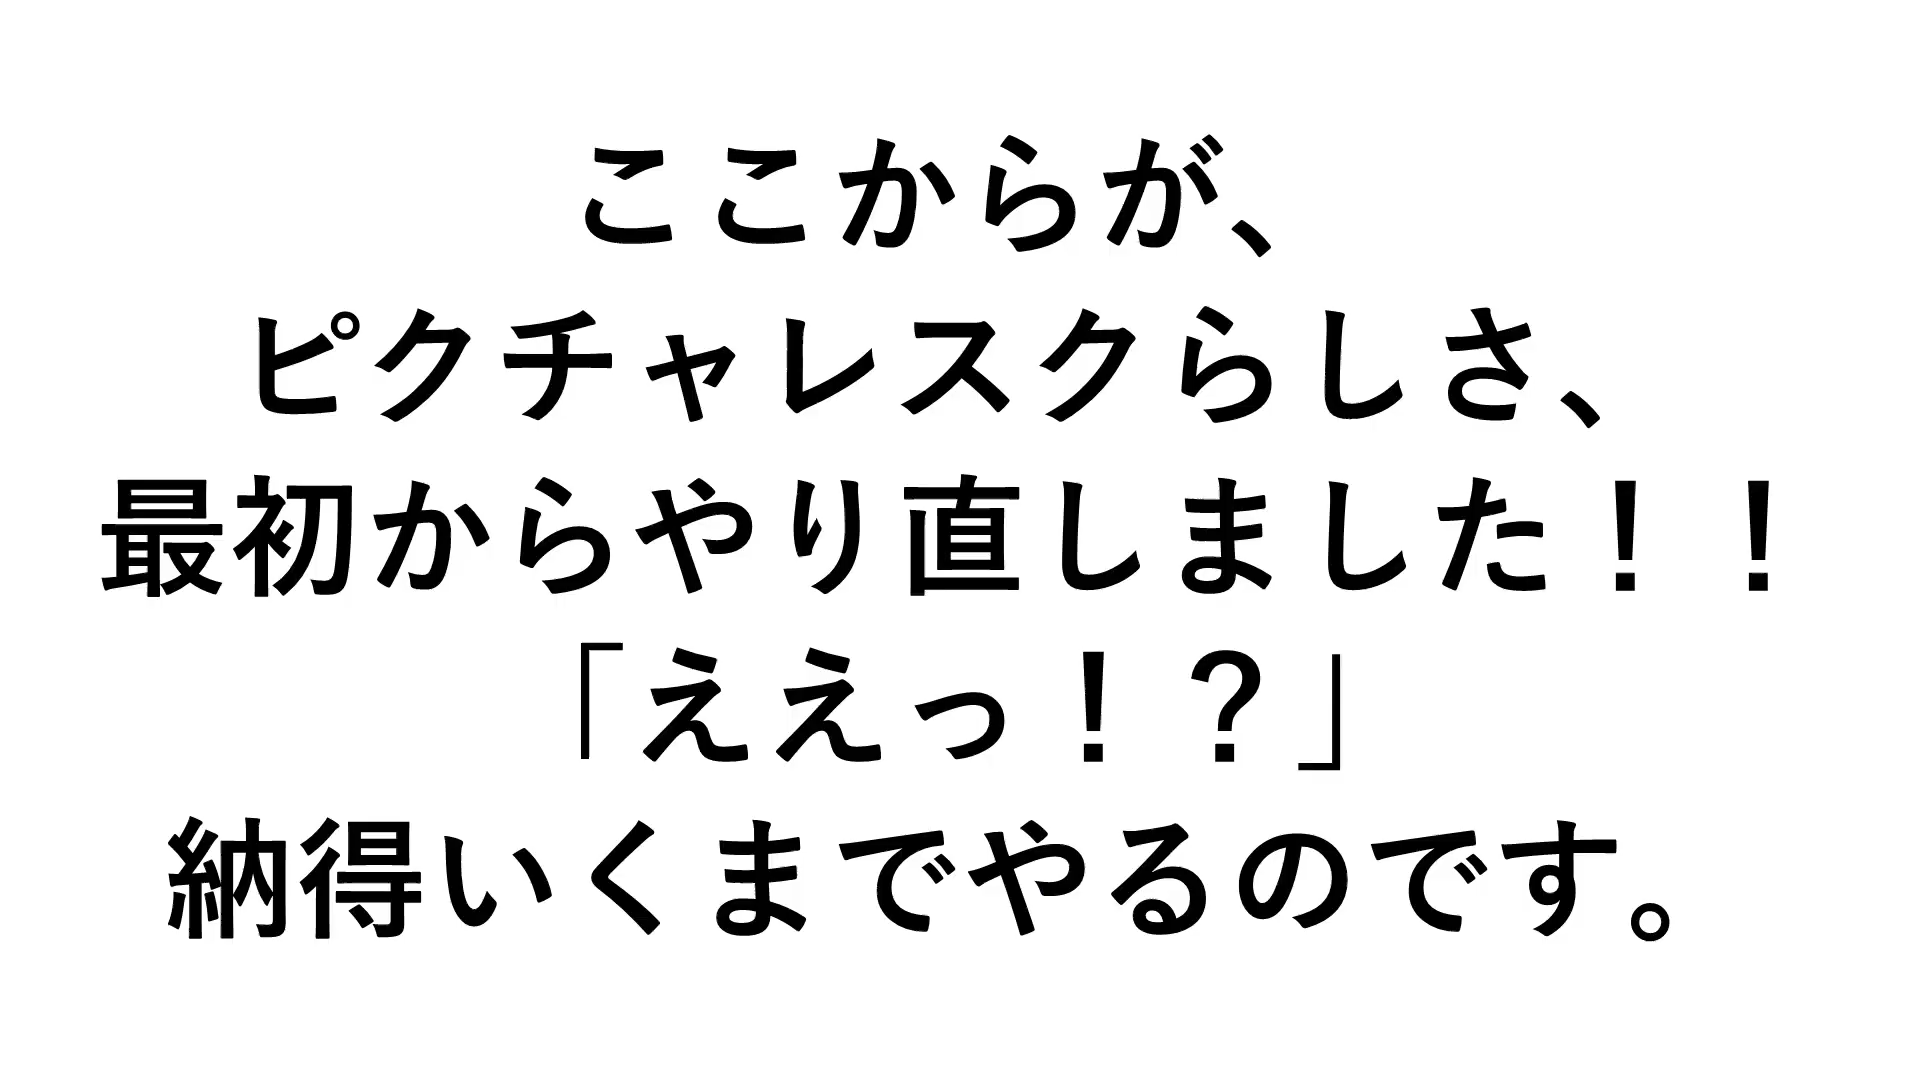 ここからが、
ピクチャレスクらしさ、
最初からやり直しました！！
「ええっ！？」
納得いくまでやるのです。